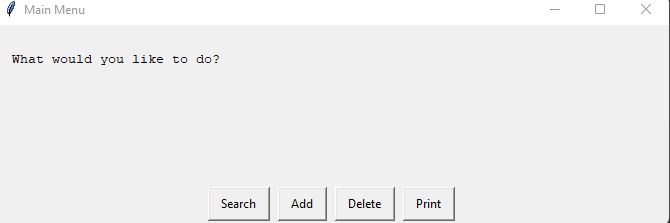 Main Menu
What would you like to do?
Search Add Delete Print